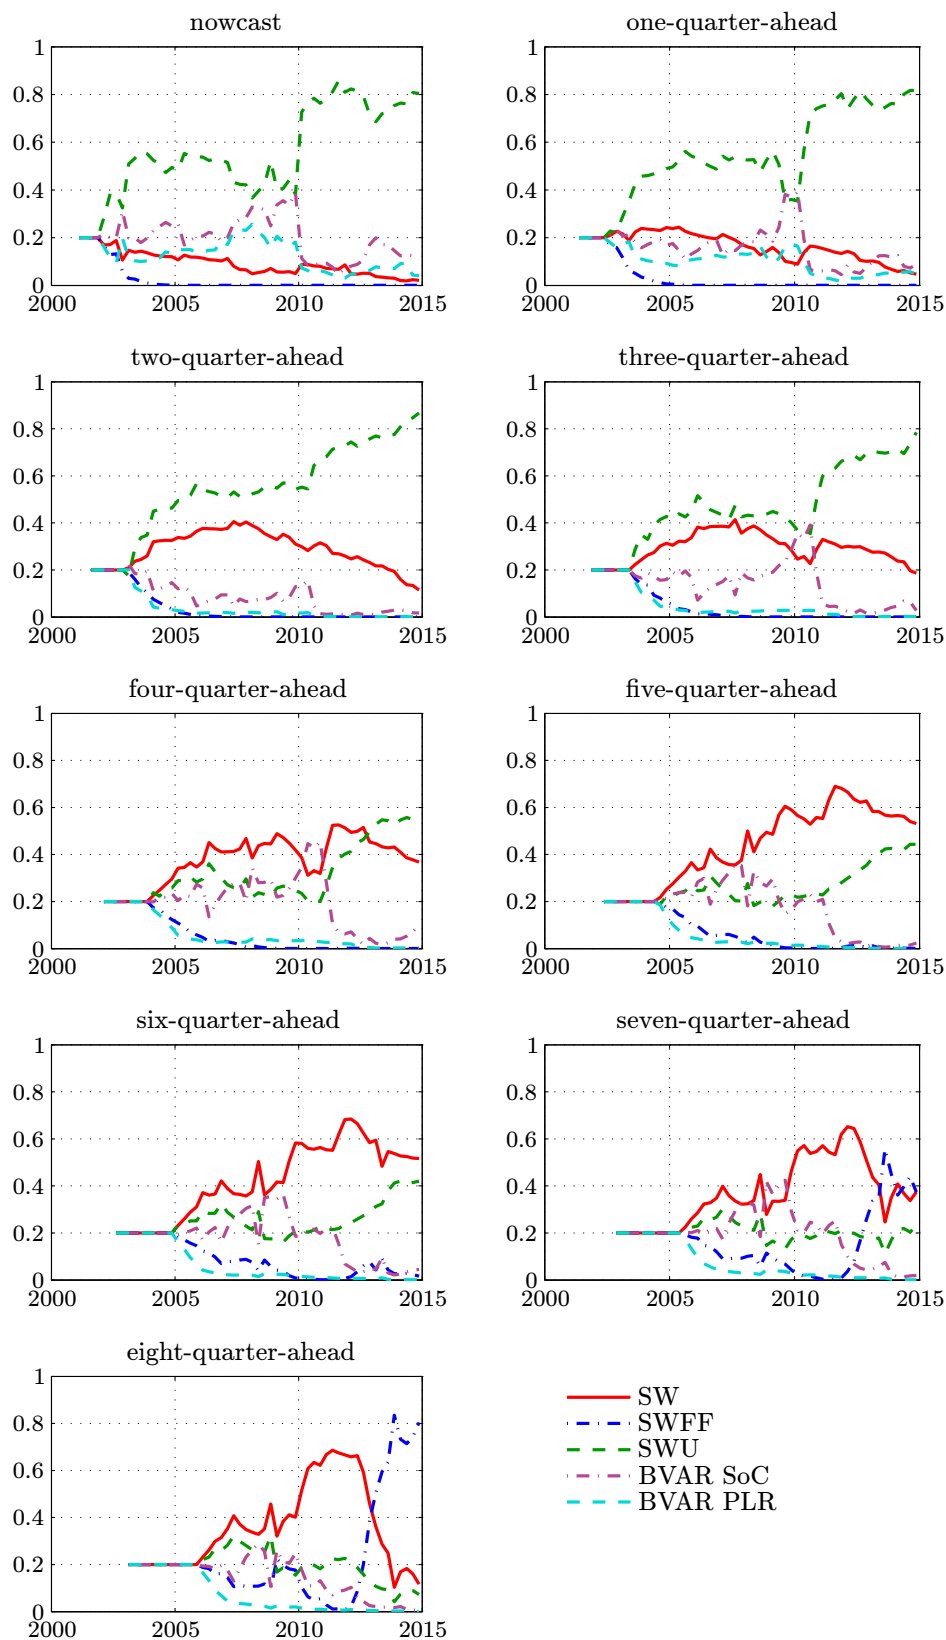 nowcast
one-quarter-ahead
1
0.8
0.6
0.4
0.2
0
2000 2005 2010 2015
1
0.8
0.6
0.4
0.2
0
2000 2005 2010 2015
two-quarter-ahead
three-quarter-ahead
1
0.8
0.6
0.4
0.2
0
2000 2005 2010 2015
1
0.8
0.6
0.4
0.2
0
2000 2005 2010 2015
four-quarter-ahead
five-quarter-ahead
1
0.8
0.6
0.4
0.2
0
2000 2005 2010 2015
1
0.8
0.6
0.4
0.2
0
2000 2005 2010 2015
six-quarter-ahead
seven-quarter-ahead
1
0.8
0.6
0.4
0.2
0
2000 2005 2010 2015
1
0.8
0.6
0.4
0.2
0
2000 2005 2010 2015
eight-quarter-ahead
1
0.8
0.6
0.4
0.2
0
2000 2005 2010 2015
SW
SWFF
SWU
BVAR SoC
BVAR PLR